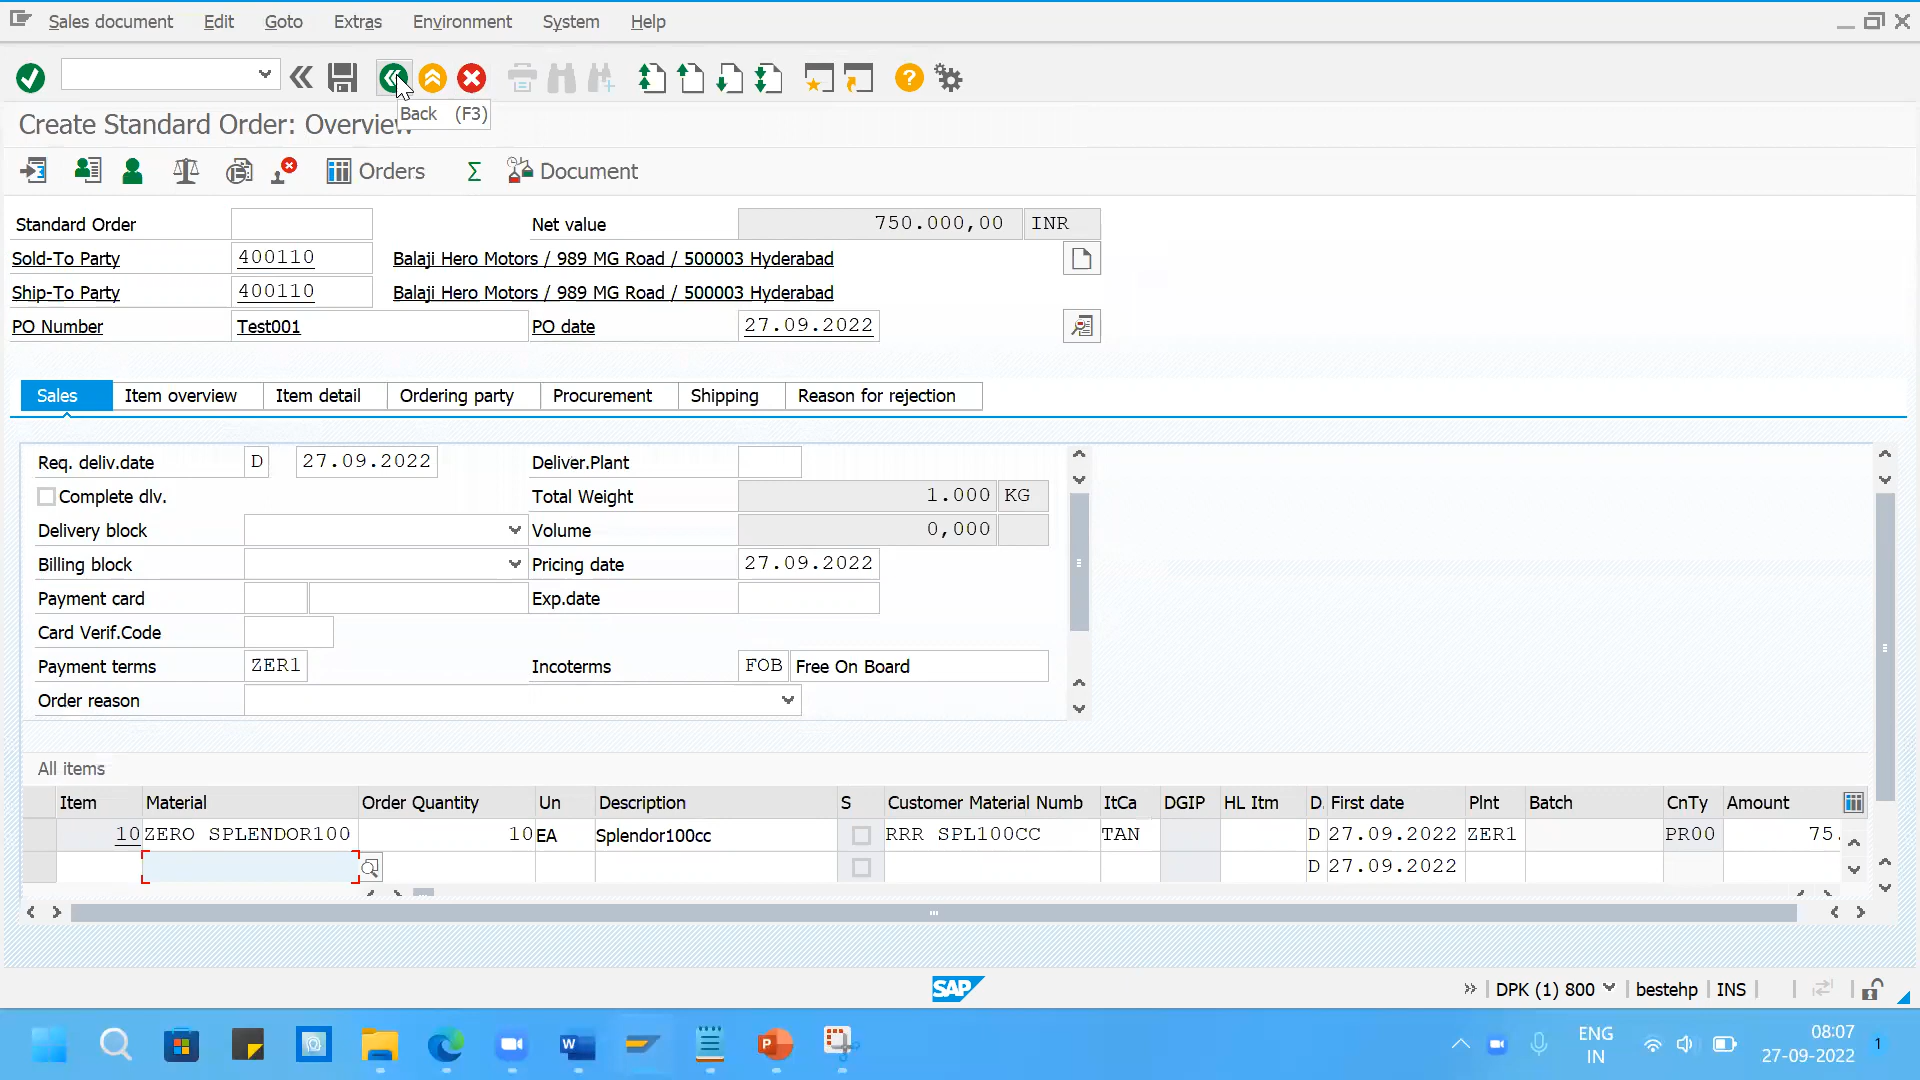 Sales document Edit Goto Extras Environment System Help
Back (F3)
Create Standard Order: Overview
Orders Σ Document
Standard Order Net value 750.000,00 INR
Sold-To Party 400110 Balaji Hero Motors / 989 MG Road / 500003 Hyderabad
Ship-To Party 400110 Balaji Hero Motors / 989 MG Road / 500003 Hyderabad
PO Number Test001 PO date 27.09.2022
Sales Item overview Item detail Ordering party Procurement Shipping Reason for rejection
Req. deliv.date D 27.09.2022 Deliver.Plant
Complete dlv. Total Weight 1.000 KG
Delivery block Volume 0,000
Billing block Pricing date 27.09.2022
Payment card Exp.date
Card Verif.Code
Payment terms ZER1 Incoterms FOB Free On Board
Order reason
All items
Item Material Order Quantity Un Description S Customer Material Numb ItCa DGIP HL Itm D. First date Plnt Batch CnTy Amount
10 ZERO SPLENDOR100 10 EA Splendor100cc RRR SPL100CC TAN D 27.09.2022 ZER1 PR00 75.
D 27.09.2022
SAP DPK (1) 800 bestehp INS
ENG 08:07
IN 27-09-2022 1